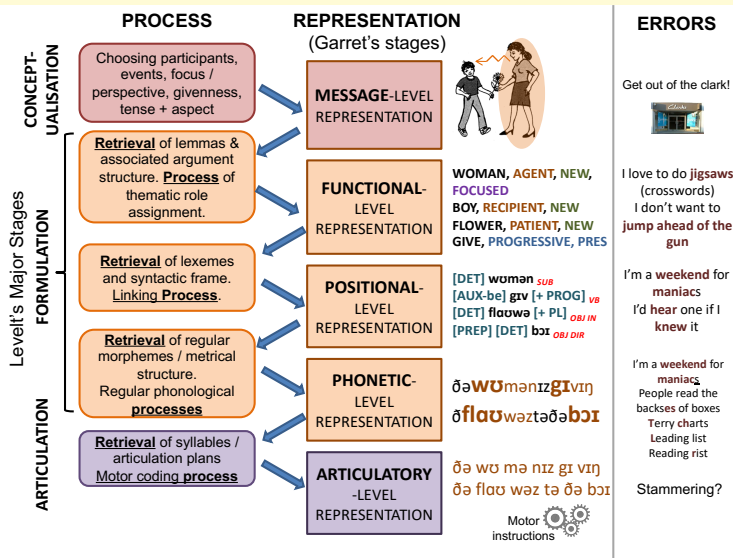 PROCESS
REPRESENTATION
(Garret's stages)
ERRORS
Levelt's Major Stages
CONCEPT-
UALISATION
FORMULATION
ARTICULATION
Choosing participants,
events, focus /
perspective, givenness,
tense + aspect
MESSAGE-LEVEL
REPRESENTATION
Get out of the clark!
Clarks
Retrieval of lemmas &
associated argument
structure. Process of
thematic role
assignment.
FUNCTIONAL-
LEVEL
REPRESENTATION
WOMAN, AGENT, NEW,
FOCUSED
BOY, RECIPIENT, NEW
FLOWER, PATIENT, NEW
GIVE, PROGRESSIVE, PRES
I love to do jigsaws
(crosswords)
I don't want to
jump ahead of the
gun
Retrieval of lexemes
and syntactic frame.
Linking Process.
POSITIONAL-
LEVEL
REPRESENTATION
[DET] wʊmən SUB
[AUX-be] gɪv [+ PROG] VB
[DET] flaʊwə [+ PL] OBJ IN
[PREP] [DET] bɔɪ OBJ DIR
I'm a weekend for
maniacs
I'd hear one if I
knew it
Retrieval of regular
morphemes / metrical
structure.
Regular phonological
processes
PHONETIC-
LEVEL
REPRESENTATION
ðəwʊmənɪzgɪvɪŋ
ðflaʊwəztəðəbɔɪ
I'm a weekend for
maniacs
People read the
backses of boxes
Terry charts
Leading list
Reading rist
Retrieval of syllables /
articulation plans
Motor coding process
ARTICULATORY
-LEVEL
REPRESENTATION
ðə wʊ mə nɪz gɪ vɪŋ
ðə flaʊ wəz tə ðə bɔɪ
Motor
instructions
Stammering?